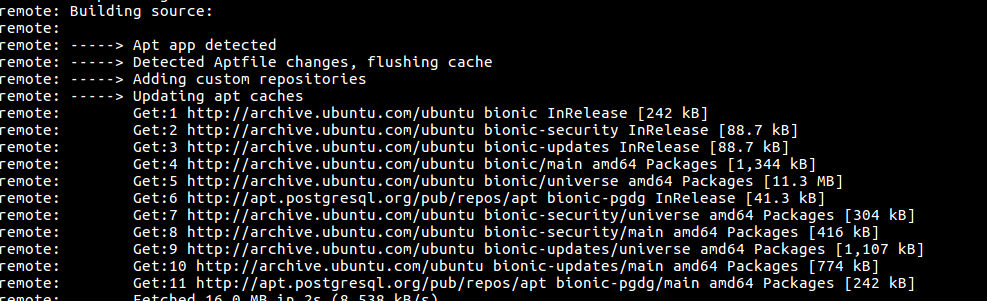 remote: Building source:
remote:
remote: -----> Apt app detected
remote: -----> Detected Aptfile changes, flushing cache
remote: -----> Adding custom repositories
remote: -----> Updating apt caches
remote:        Get:1 http://archive.ubuntu.com/ubuntu bionic InRelease [242 kB]
remote:        Get:2 http://archive.ubuntu.com/ubuntu bionic-security InRelease [88.7 kB]
remote:        Get:3 http://archive.ubuntu.com/ubuntu bionic-updates InRelease [88.7 kB]
remote:        Get:4 http://archive.ubuntu.com/ubuntu bionic/main amd64 Packages [1,344 kB]
remote:        Get:5 http://archive.ubuntu.com/ubuntu bionic/universe amd64 Packages [11.3 MB]
remote:        Get:6 http://apt.postgresql.org/pub/repos/apt bionic-pgdg InRelease [41.3 kB]
remote:        Get:7 http://archive.ubuntu.com/ubuntu bionic-security/universe amd64 Packages [304 kB]
remote:        Get:8 http://archive.ubuntu.com/ubuntu bionic-security/main amd64 Packages [416 kB]
remote:        Get:9 http://archive.ubuntu.com/ubuntu bionic-updates/universe amd64 Packages [1,107 kB]
remote:        Get:10 http://archive.ubuntu.com/ubuntu bionic-updates/main amd64 Packages [774 kB]
remote:        Get:11 http://apt.postgresql.org/pub/repos/apt bionic-pgdg/main amd64 Packages [242 kB]
remote:        Fetched 16.0 MB in 2s (8,538 kB/s)